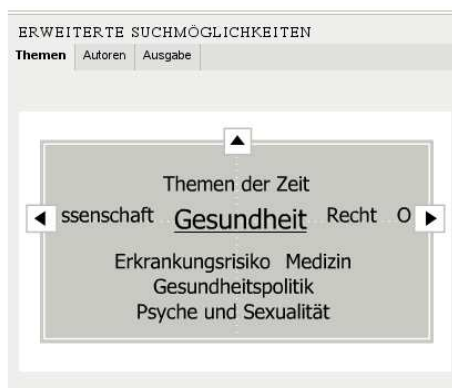 ERWEITERTE SUCHMÖGLICHKEITEN
Themen Autoren Ausgabe
Themen der Zeit
ssenschaft Gesundheit Recht O
Erkrankungsrisiko Medizin
Gesundheitspolitik
Psyche und Sexualität